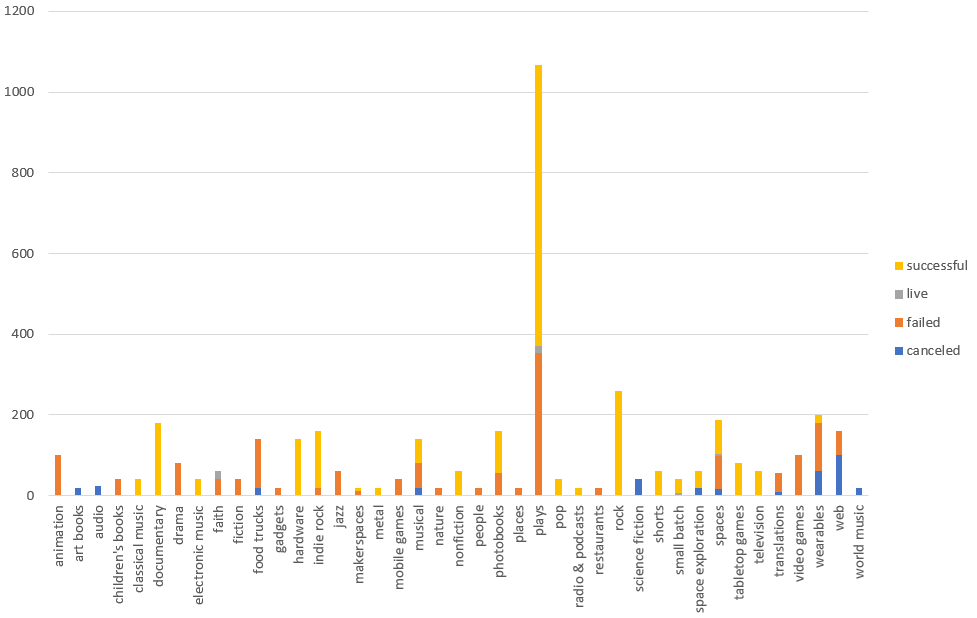 1200
1000
800
600
400
200
0
animation
art books
audio
children's books
classical music
documentary
drama
electronic music
faith
fiction
food trucks
gadgets
hardware
indie rock
jazz
makerspaces
metal
mobile games
musical
nature
nonfiction
people
photobooks
places
plays
pop
radio & podcasts
restaurants
rock
science fiction
shorts
small batch
space exploration
spaces
tabletop games
television
translations
video games
wearables
web
world music
successful
live
failed
canceled